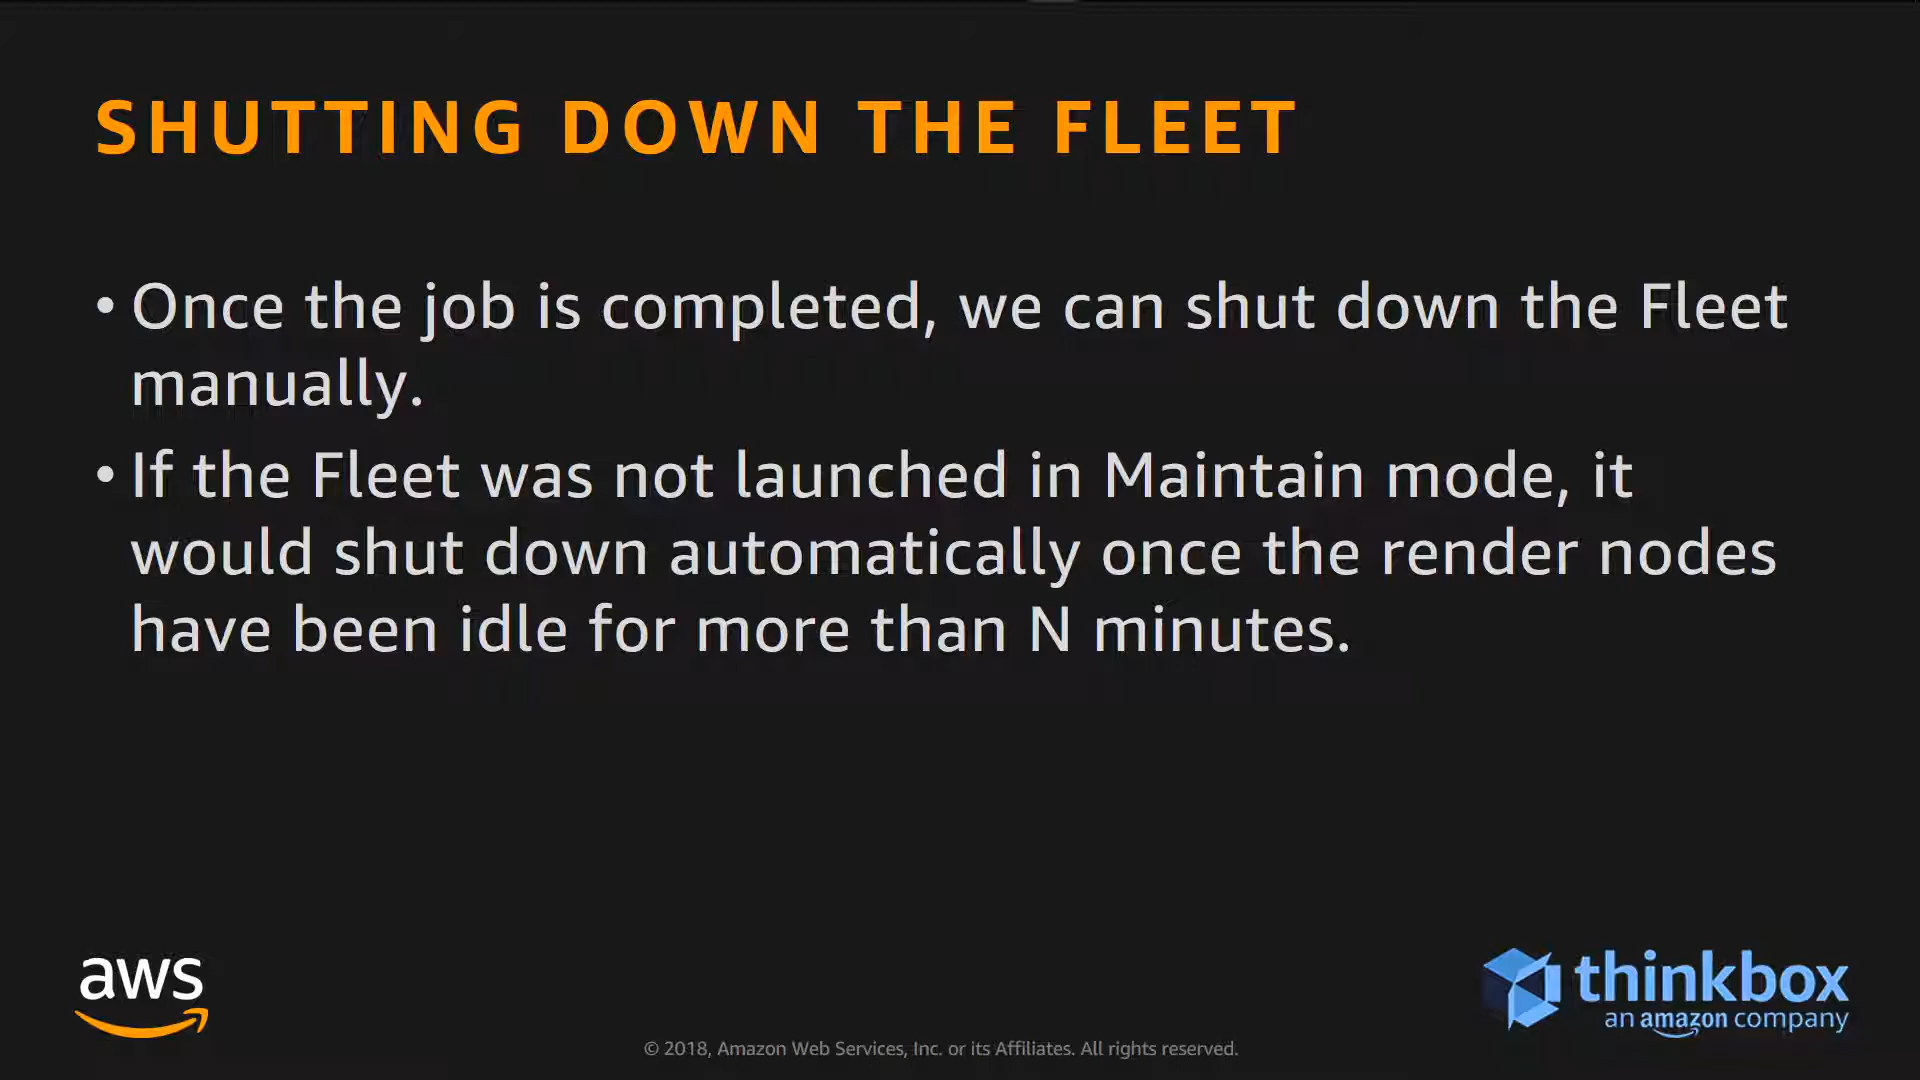 SHUTTING DOWN THE FLEET
• Once the job is completed, we can shut down the Fleet
manually.
• If the Fleet was not launched in Maintain mode, it
would shut down automatically once the render nodes
have been idle for more than N minutes.
aws
thinkbox
an amazon company
© 2018, Amazon Web Services, Inc. or its Affiliates. All rights reserved.